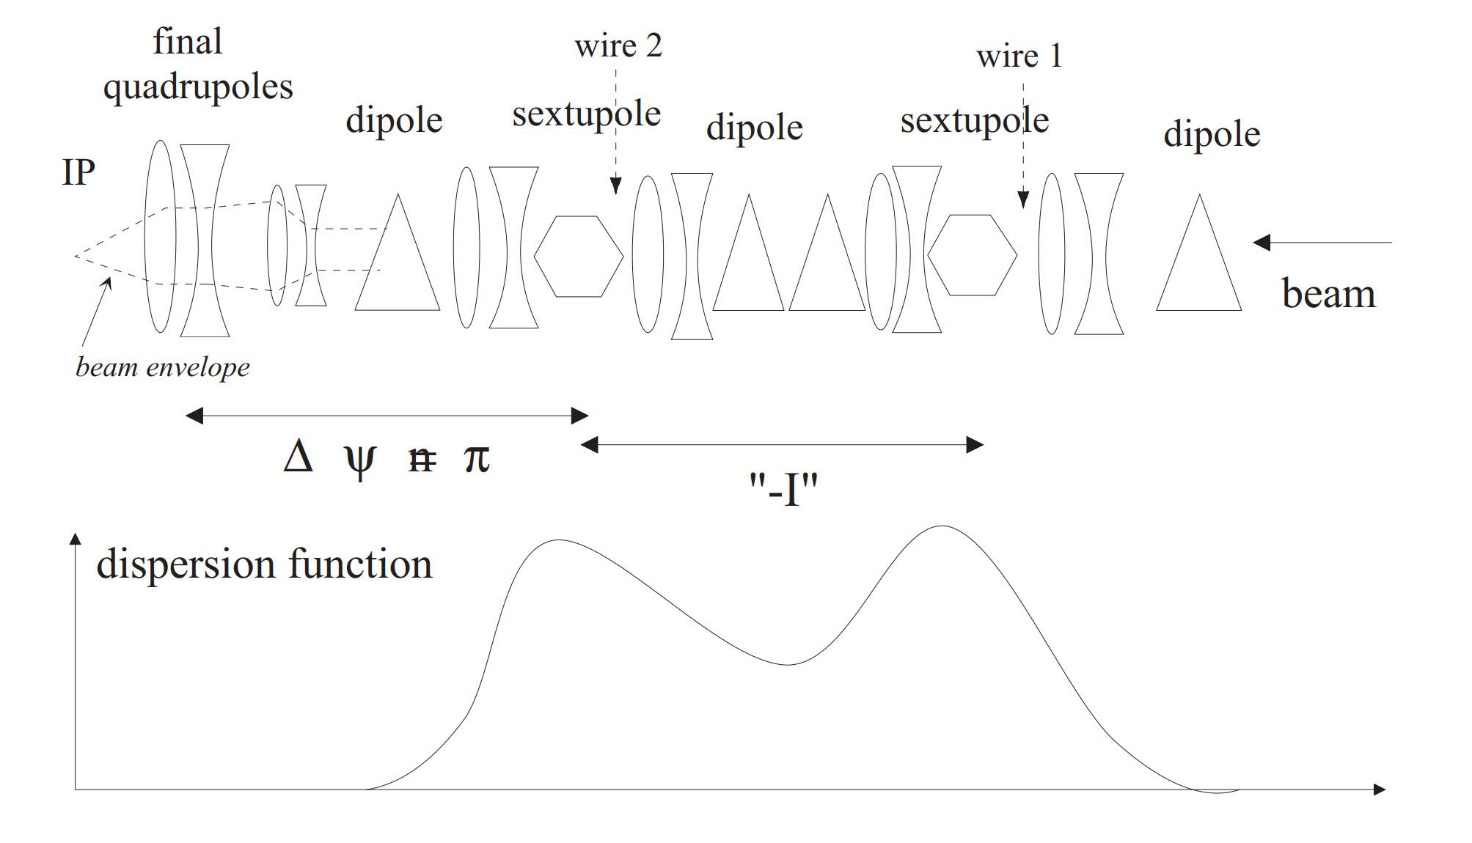 final
quadrupoles
wire 2
wire 1
dipole
sextupole
dipole
sextupole
dipole
IP
beam
beam envelope
Δ ψ = n π
"-I"
dispersion function